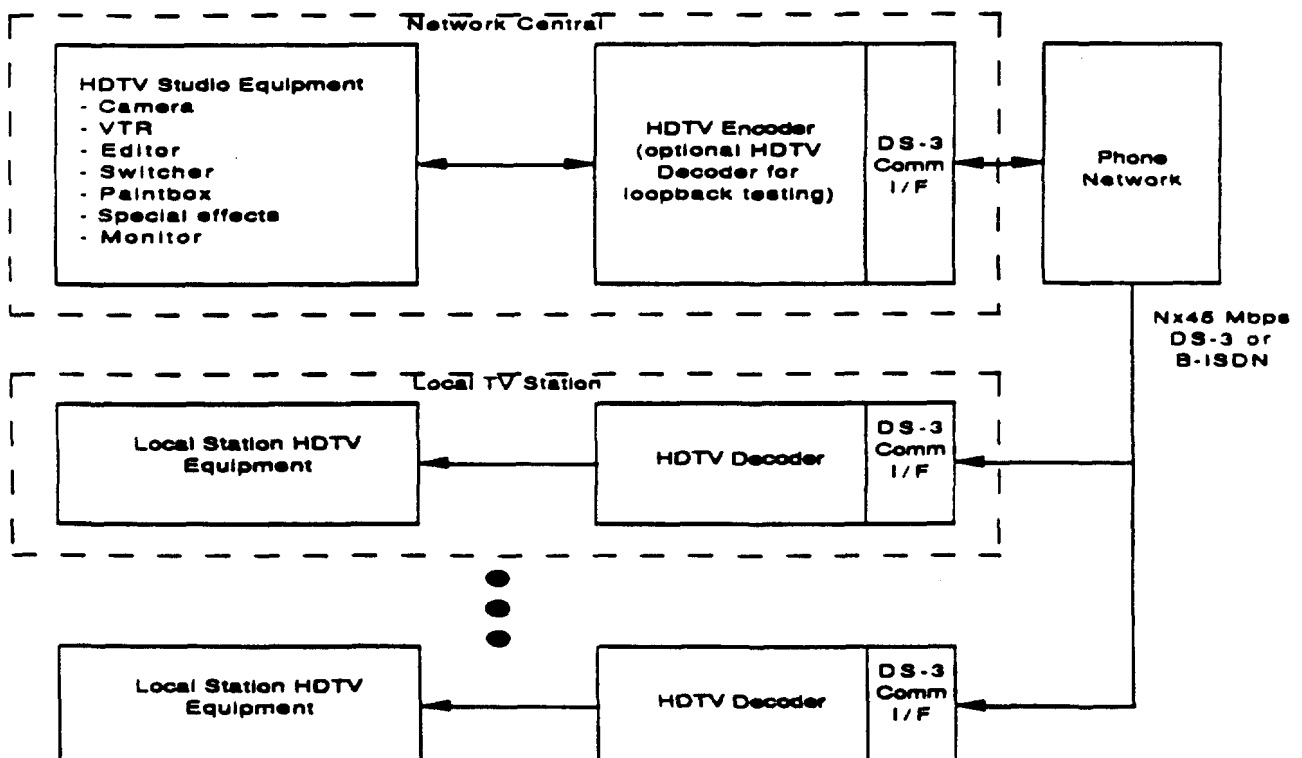 Network Central
HDTV Studio Equipment
- Camera
- VTR
- Editor
- Switcher
- Paintbox
- Special effects
- Monitor
HDTV Encoder
(optional HDTV
Decoder for
loopback testing)
DS-3
Comm
I/F
Phone
Network
Nx45 Mbps
DS-3 or
B-ISDN
Local TV Station
Local Station HDTV
Equipment
HDTV Decoder
DS-3
Comm
I/F
Local Station HDTV
Equipment
HDTV Decoder
DS-3
Comm
I/F